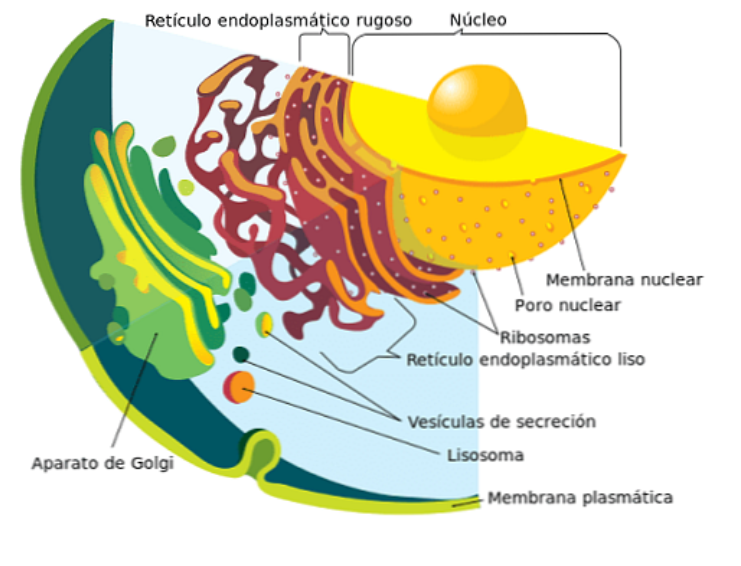 Retículo endoplasmático rugoso
Núcleo
Membrana nuclear
Poro nuclear
Ribosomas
Retículo endoplasmático liso
Vesículas de secreción
Lisosoma
Aparato de Golgi
Membrana plasmática